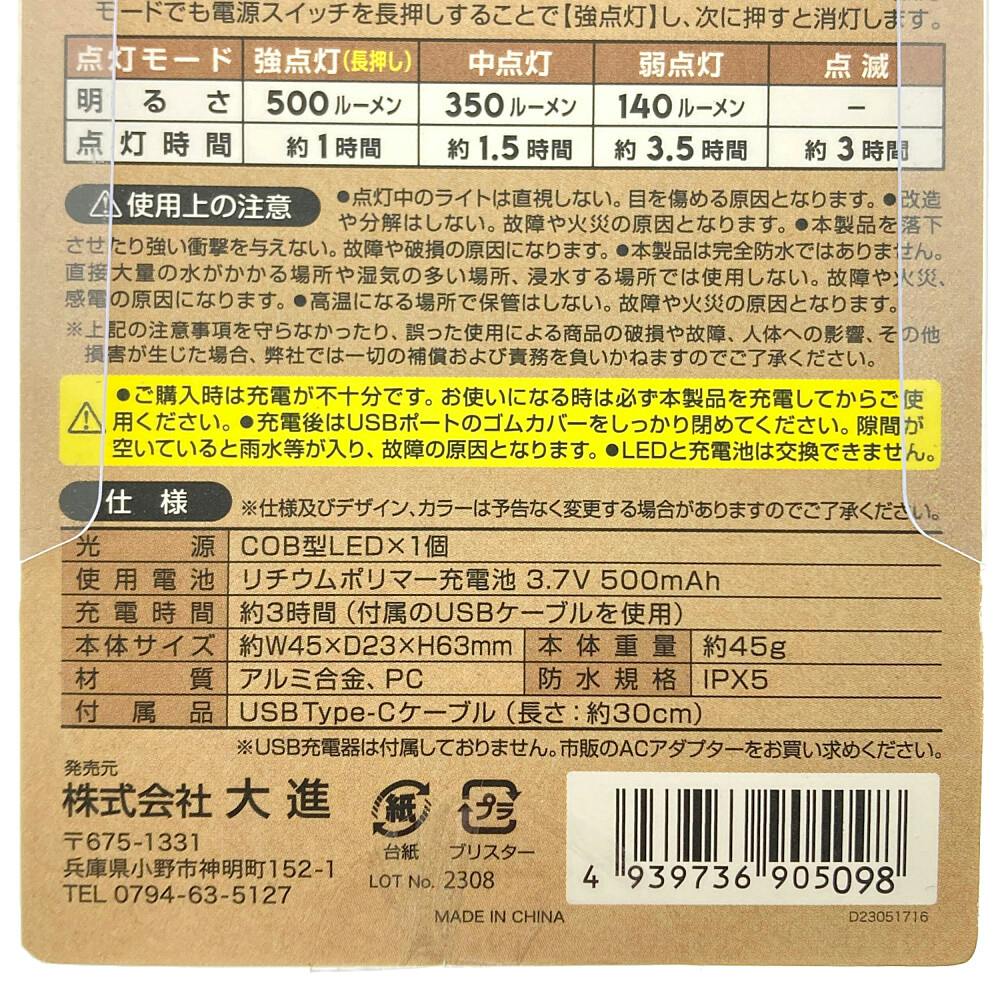 モードでも電源スイッチを長押しすることで【強点灯】し、次に押すと消灯します。
点灯モード 強点灯(長押し) 中点灯 弱点灯 点滅
明るさ 500ルーメン 350ルーメン 140ルーメン −
点灯時間 約1時間 約1.5時間 約3.5時間 約3時間
使用上の注意 ●点灯中のライトは直視しない。目を傷める原因となります。●改造
や分解はしない。故障や火災の原因となります。●本製品を落下
させたり強い衝撃を与えない。故障や破損の原因になります。●本製品は完全防水ではありません。
直接大量の水がかかる場所や湿気の多い場所、浸水する場所では使用しない。故障や火災、
感電の原因になります。●高温になる場所で保管はしない。故障や火災の原因となります。
※上記の注意事項を守らなかったり、誤った使用による商品の破損や故障、人体への影響、その他
損害が生じた場合、弊社では一切の補償および責務を負いかねますのでご了承ください。
●ご購入時は充電が不十分です。お使いになる時は必ず本製品を充電してからご使
用ください。●充電後はUSBポートのゴムカバーをしっかり閉めてください。隙間が
空いていると雨水等が入り、故障の原因となります。●LEDと充電池は交換できません。
仕様 ※仕様及びデザイン、カラーは予告なく変更する場合がありますのでご了承ください。
光源 COB型LED×1個
使用電池 リチウムポリマー充電池 3.7V 500mAh
充電時間 約3時間（付属のUSBケーブルを使用）
本体サイズ 約W45×D23×H63mm 本体重量 約45g
材質 アルミ合金、PC 防水規格 IPX5
付属品 USB Type-Cケーブル（長さ：約30cm）
※USB充電器は付属しておりません。市販のACアダプターをお買い求めください。
発売元
株式会社 大進
〒675-1331
兵庫県小野市神明町152-1
TEL 0794-63-5127
紙 プラ
台紙 ブリスター
LOT No. 2308
MADE IN CHINA
4 939736 905098
D23051716